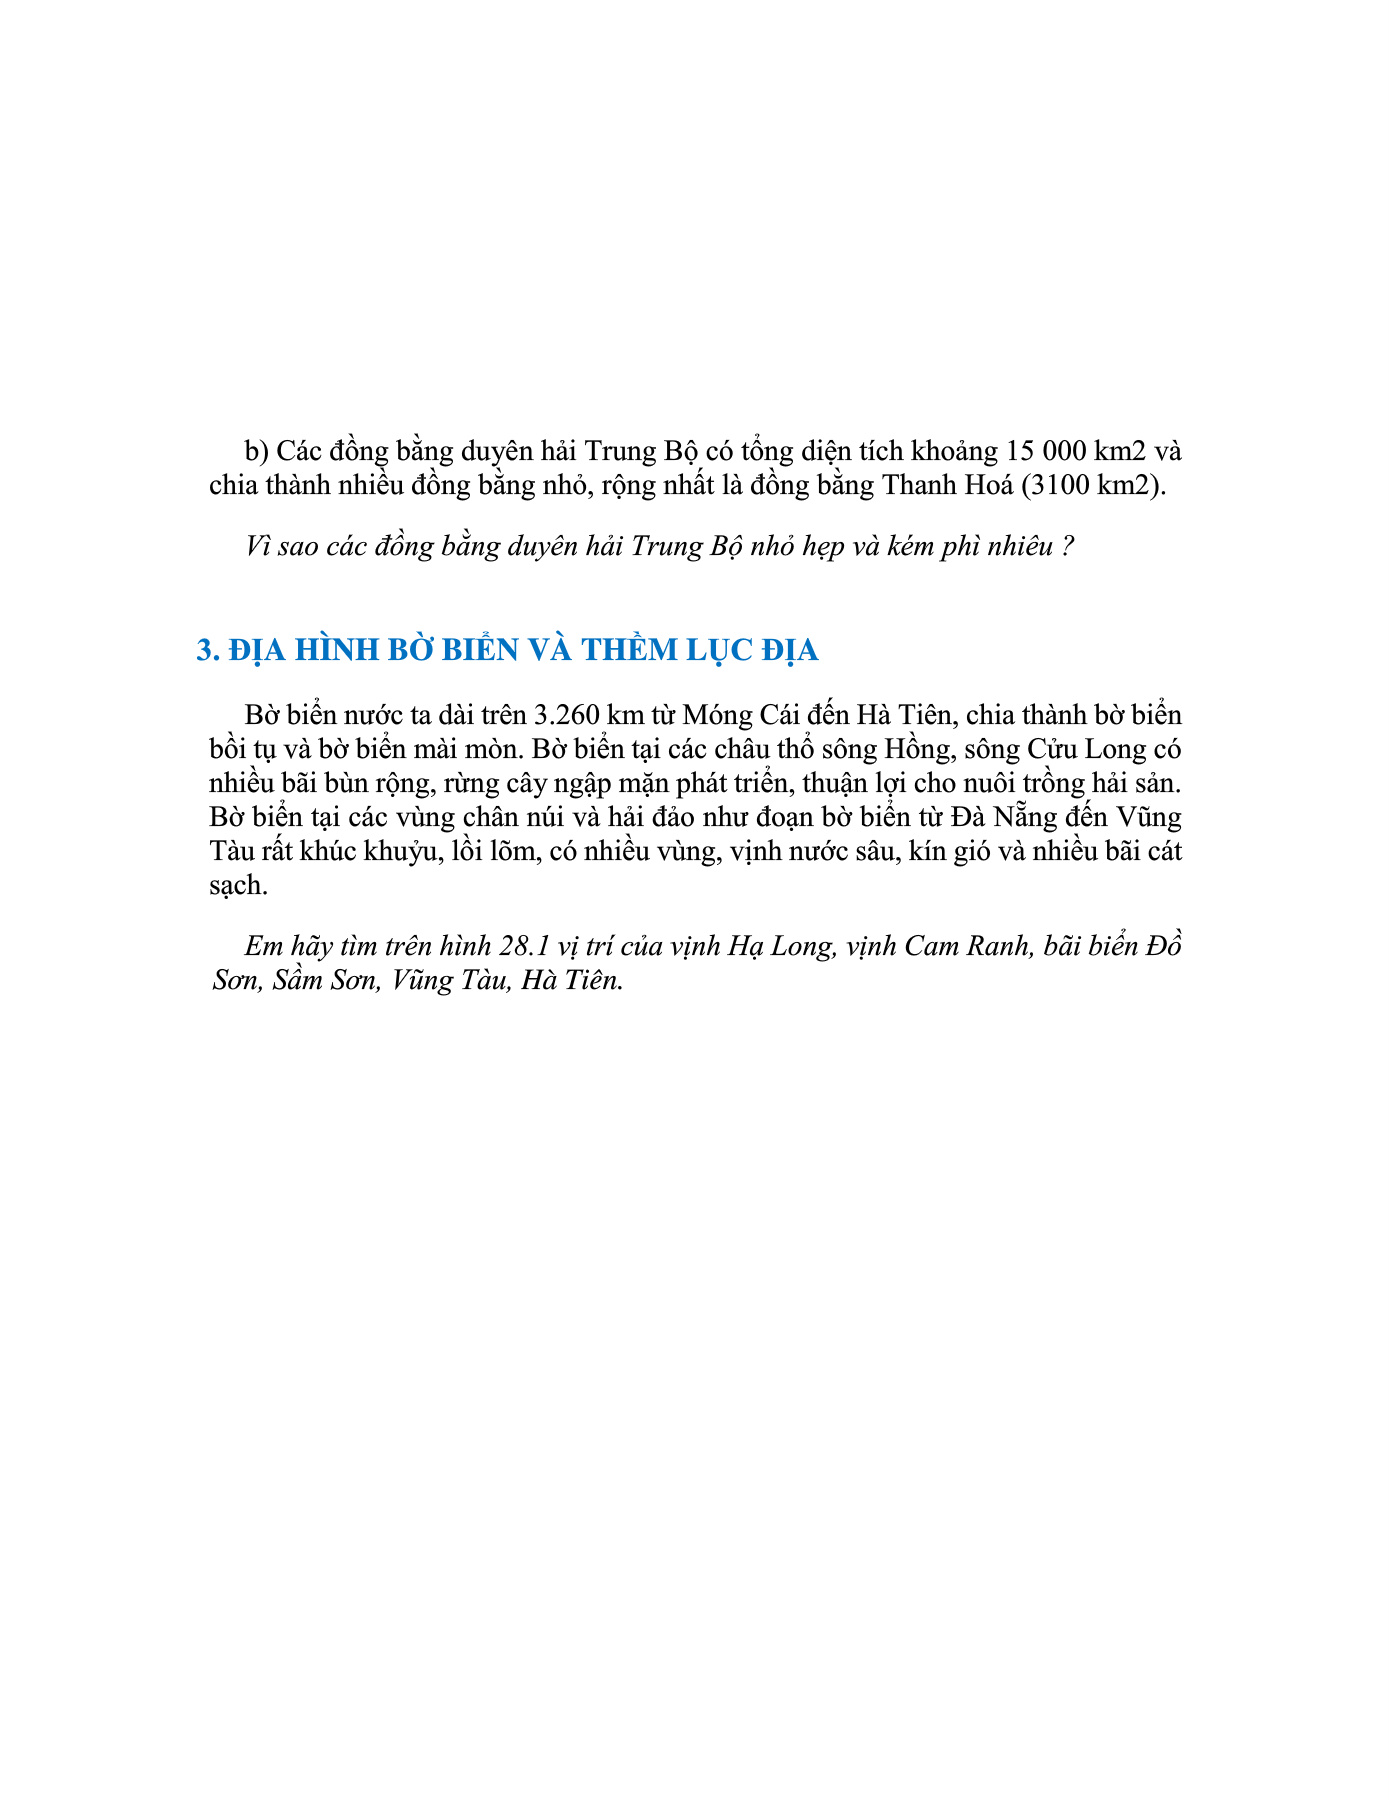 b) Các đồng bằng duyên hải Trung Bộ có tổng diện tích khoảng 15 000 km2 và
chia thành nhiều đồng bằng nhỏ, rộng nhất là đồng bằng Thanh Hoá (3100 km2).
Vì sao các đồng bằng duyên hải Trung Bộ nhỏ hẹp và kém phì nhiêu ?
3. ĐỊA HÌNH BỜ BIỂN VÀ THỀM LỤC ĐỊA
Bờ biển nước ta dài trên 3.260 km từ Móng Cái đến Hà Tiên, chia thành bờ biển
bồi tụ và bờ biển mài mòn. Bờ biển tại các châu thổ sông Hồng, sông Cửu Long có
nhiều bãi bùn rộng, rừng cây ngập mặn phát triển, thuận lợi cho nuôi trồng hải sản.
Bờ biển tại các vùng chân núi và hải đảo như đoạn bờ biển từ Đà Nẵng đến Vũng
Tàu rất khúc khuỷu, lồi lõm, có nhiều vùng, vịnh nước sâu, kín gió và nhiều bãi cát
sạch.
Em hãy tìm trên hình 28.1 vị trí của vịnh Hạ Long, vịnh Cam Ranh, bãi biển Đồ
Sơn, Sầm Sơn, Vũng Tàu, Hà Tiên.